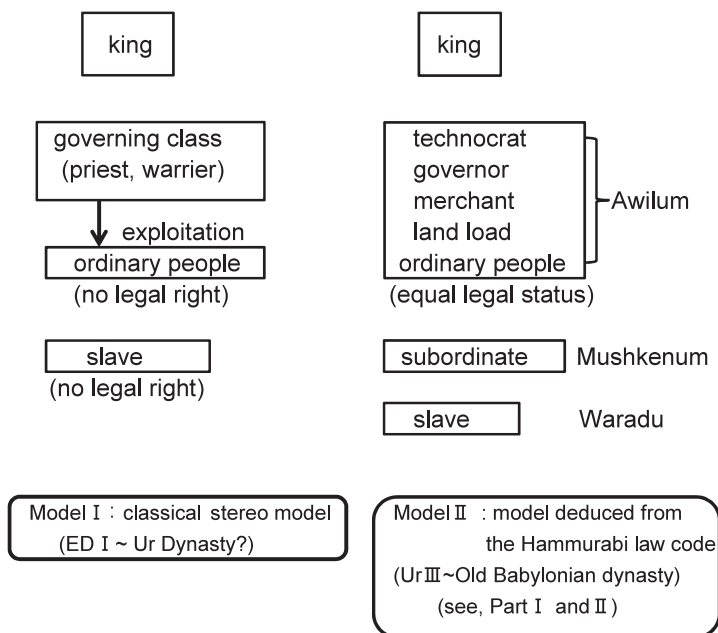 king
governing class
(priest, warrier)
exploitation
ordinary people
(no legal right)
slave
(no legal right)
Model Ⅰ : classical stereo model
(ED Ⅰ ~ Ur Dynasty?)
king
technocrat
governor
merchant
land load
ordinary people
Awilum
(equal legal status)
subordinate Mushkenum
slave Waradu
Model Ⅱ : model deduced from
the Hammurabi law code
(UrⅢ~Old Babylonian dynasty)
(see, Part Ⅰ and Ⅱ)